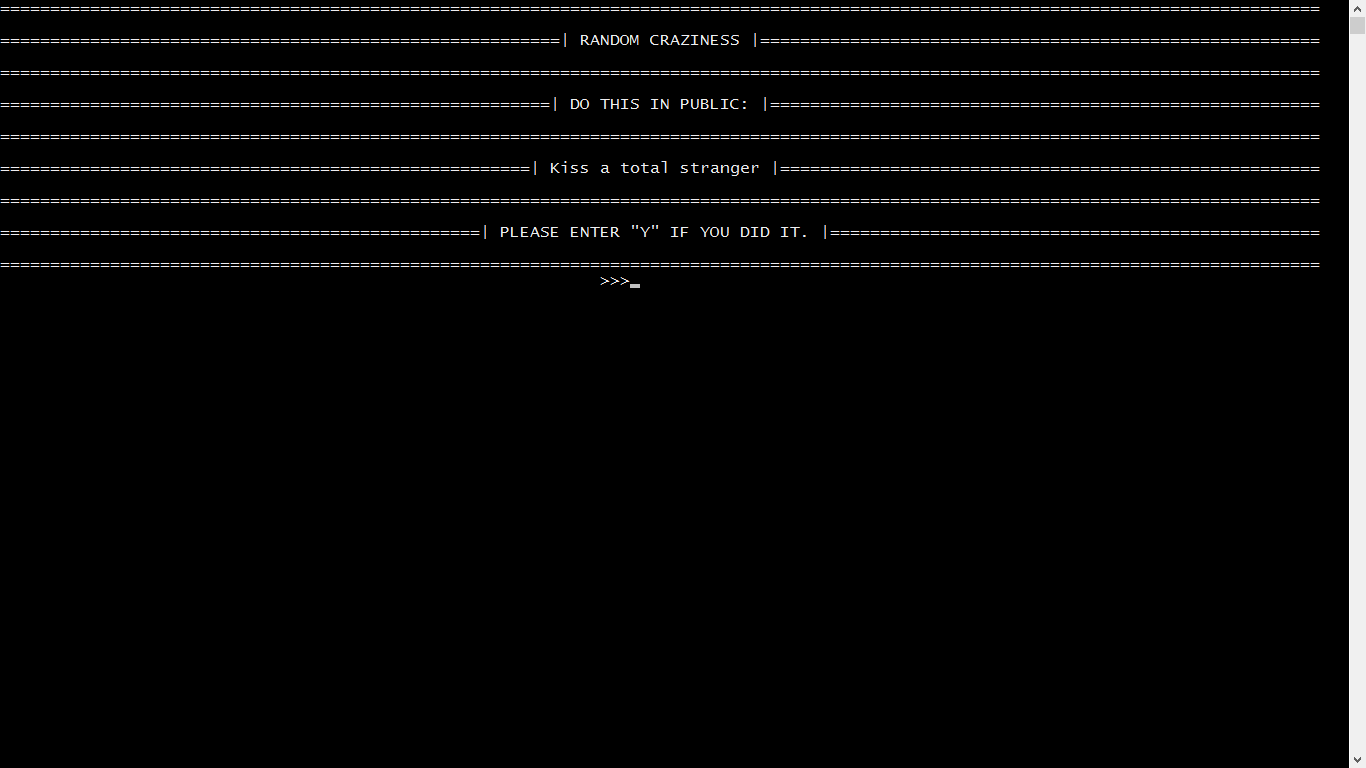 ====================================================================================================================================
========================================================| RANDOM CRAZINESS |========================================================
====================================================================================================================================
=======================================================| DO THIS IN PUBLIC: |=======================================================
====================================================================================================================================
=====================================================| Kiss a total stranger |======================================================
====================================================================================================================================
================================================| PLEASE ENTER "Y" IF YOU DID IT. |=================================================
====================================================================================================================================
>>>_